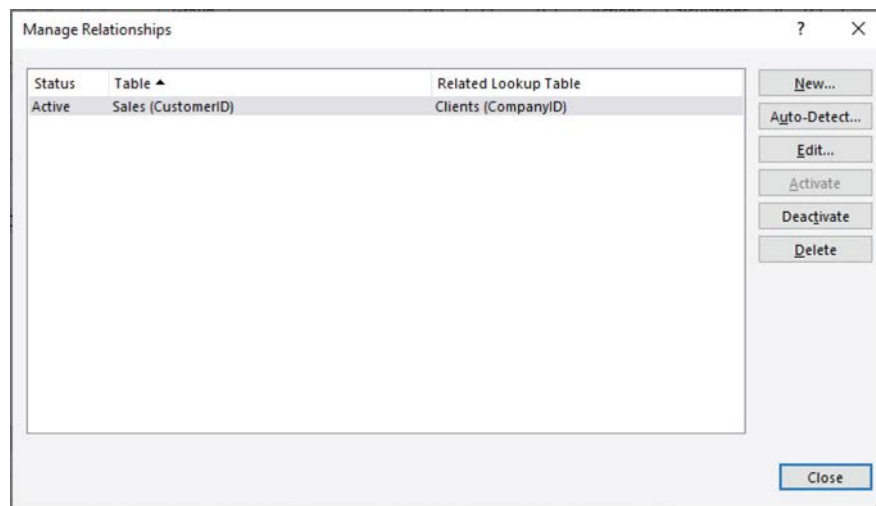 Manage Relationships ? ×
Status Table ▲ Related Lookup Table
Active Sales (CustomerID) Clients (CompanyID)
New...
Auto-Detect...
Edit...
Activate
Deactivate
Delete
Close